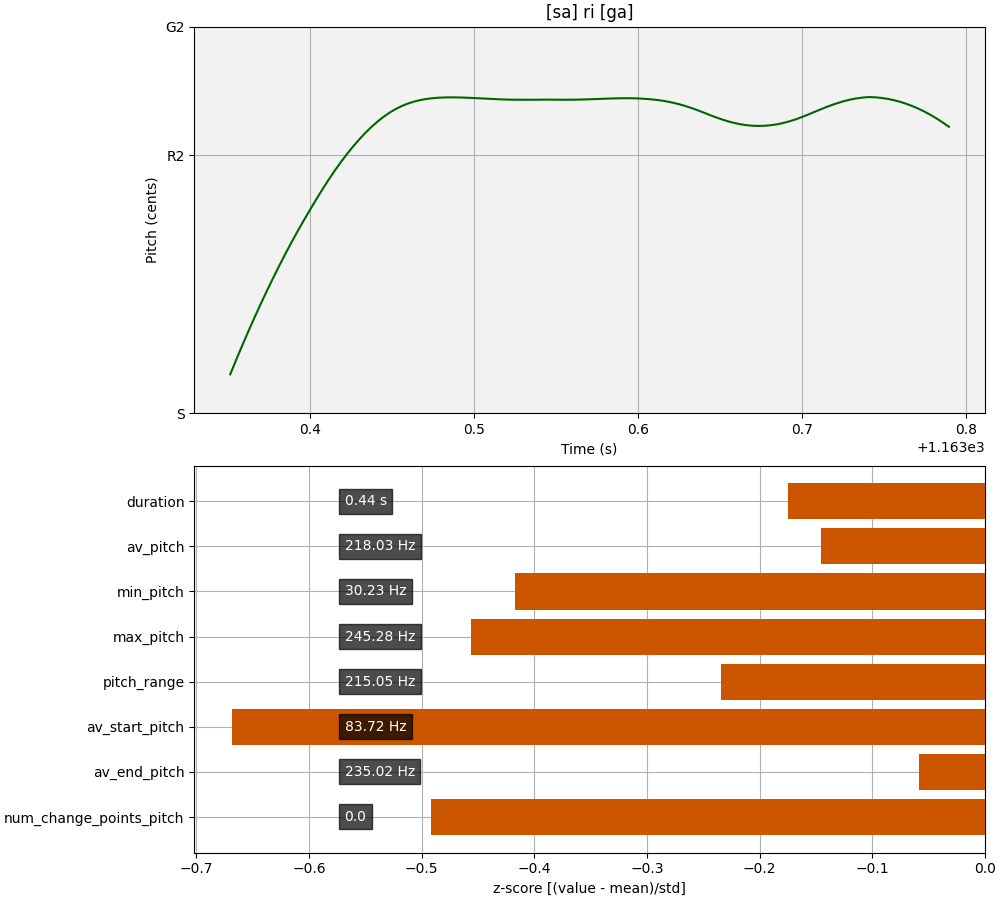 [sa] ri [ga]
G2
R2
S
Pitch (cents)
0.4 0.5 0.6 0.7 0.8
Time (s)
+1.163e3
duration 0.44 s
av_pitch 218.03 Hz
min_pitch 30.23 Hz
max_pitch 245.28 Hz
pitch_range 215.05 Hz
av_start_pitch 83.72 Hz
av_end_pitch 235.02 Hz
num_change_points_pitch 0.0
−0.7 −0.6 −0.5 −0.4 −0.3 −0.2 −0.1 0.0
z-score [(value - mean)/std]